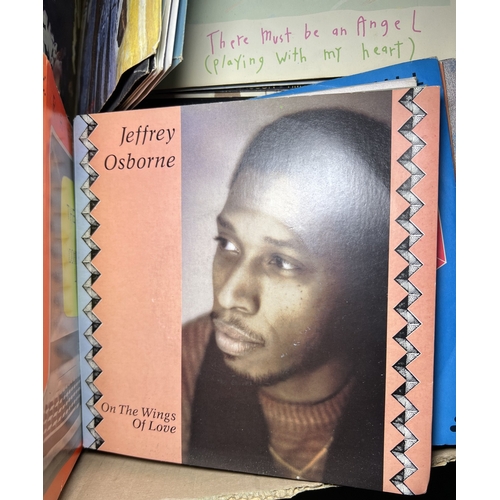 There Must be an Angel
(playing with my heart)
Jeffrey
Osborne
On The Wings
Of Love